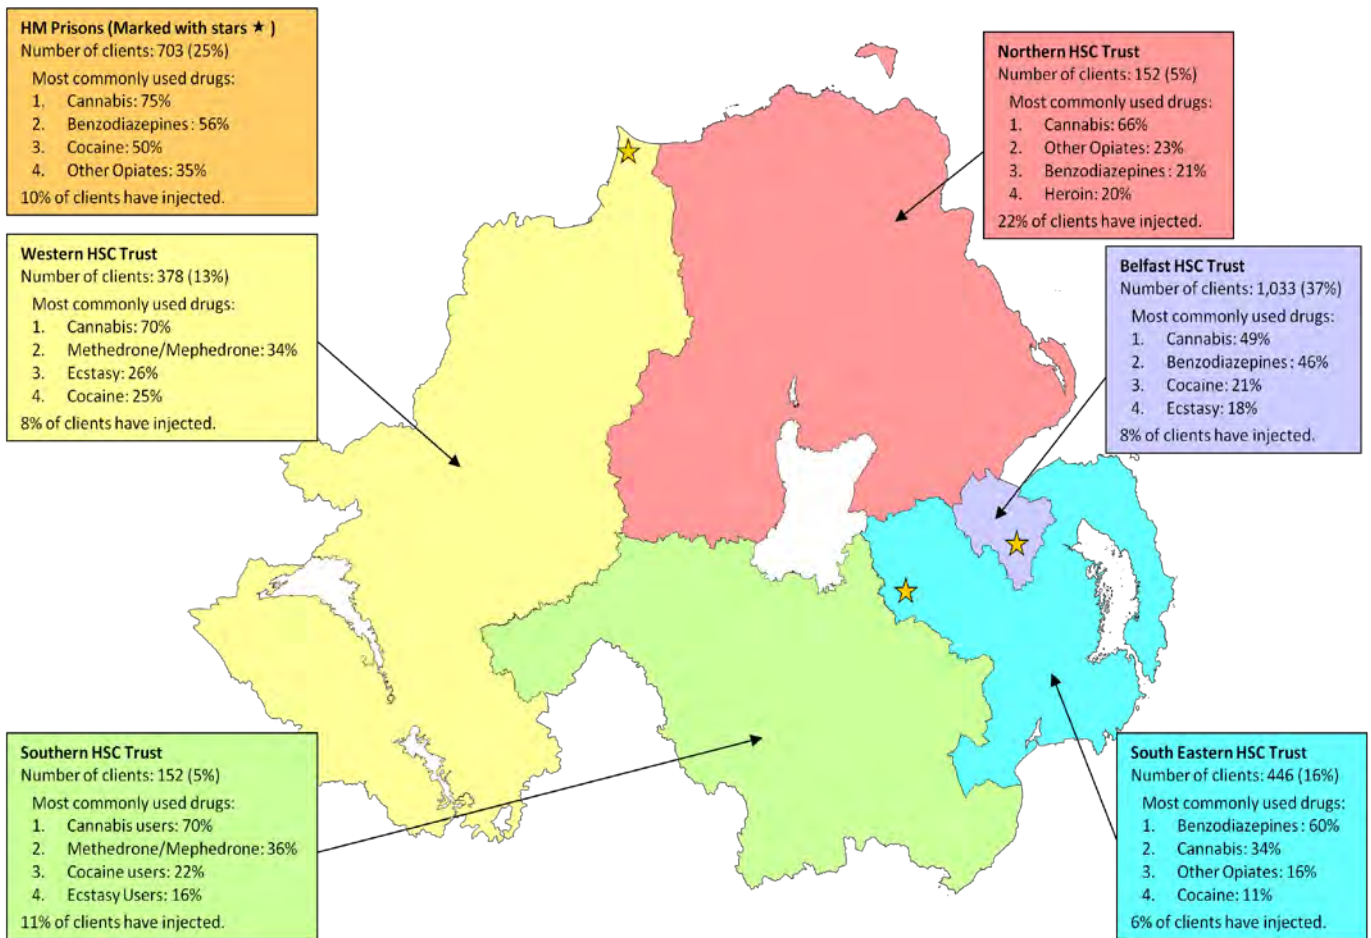 HM Prisons (Marked with stars ★ )
Number of clients: 703 (25%)
Most commonly used drugs:
1. Cannabis: 75%
2. Benzodiazepines : 56%
3. Cocaine: 50%
4. Other Opiates: 35%
10% of clients have injected.
Western HSC Trust
Number of clients: 378 (13%)
Most commonly used drugs:
1. Cannabis: 70%
2. Methedrone/Mephedrone: 34%
3. Ecstasy: 26%
4. Cocaine: 25%
8% of clients have injected.
Southern HSC Trust
Number of clients: 152 (5%)
Most commonly used drugs:
1. Cannabis users: 70%
2. Methedrone/Mephedrone: 36%
3. Cocaine users: 22%
4. Ecstasy Users: 16%
11% of clients have injected.
Northern HSC Trust
Number of clients: 152 (5%)
Most commonly used drugs:
1. Cannabis: 66%
2. Other Opiates: 23%
3. Benzodiazepines : 21%
4. Heroin: 20%
22% of clients have injected.
Belfast HSC Trust
Number of clients: 1,033 (37%)
Most commonly used drugs:
1. Cannabis: 49%
2. Benzodiazepines : 46%
3. Cocaine: 21%
4. Ecstasy: 18%
8% of clients have injected.
South Eastern HSC Trust
Number of clients: 446 (16%)
Most commonly used drugs:
1. Benzodiazepines : 60%
2. Cannabis: 34%
3. Other Opiates: 16%
4. Cocaine: 11%
6% of clients have injected.